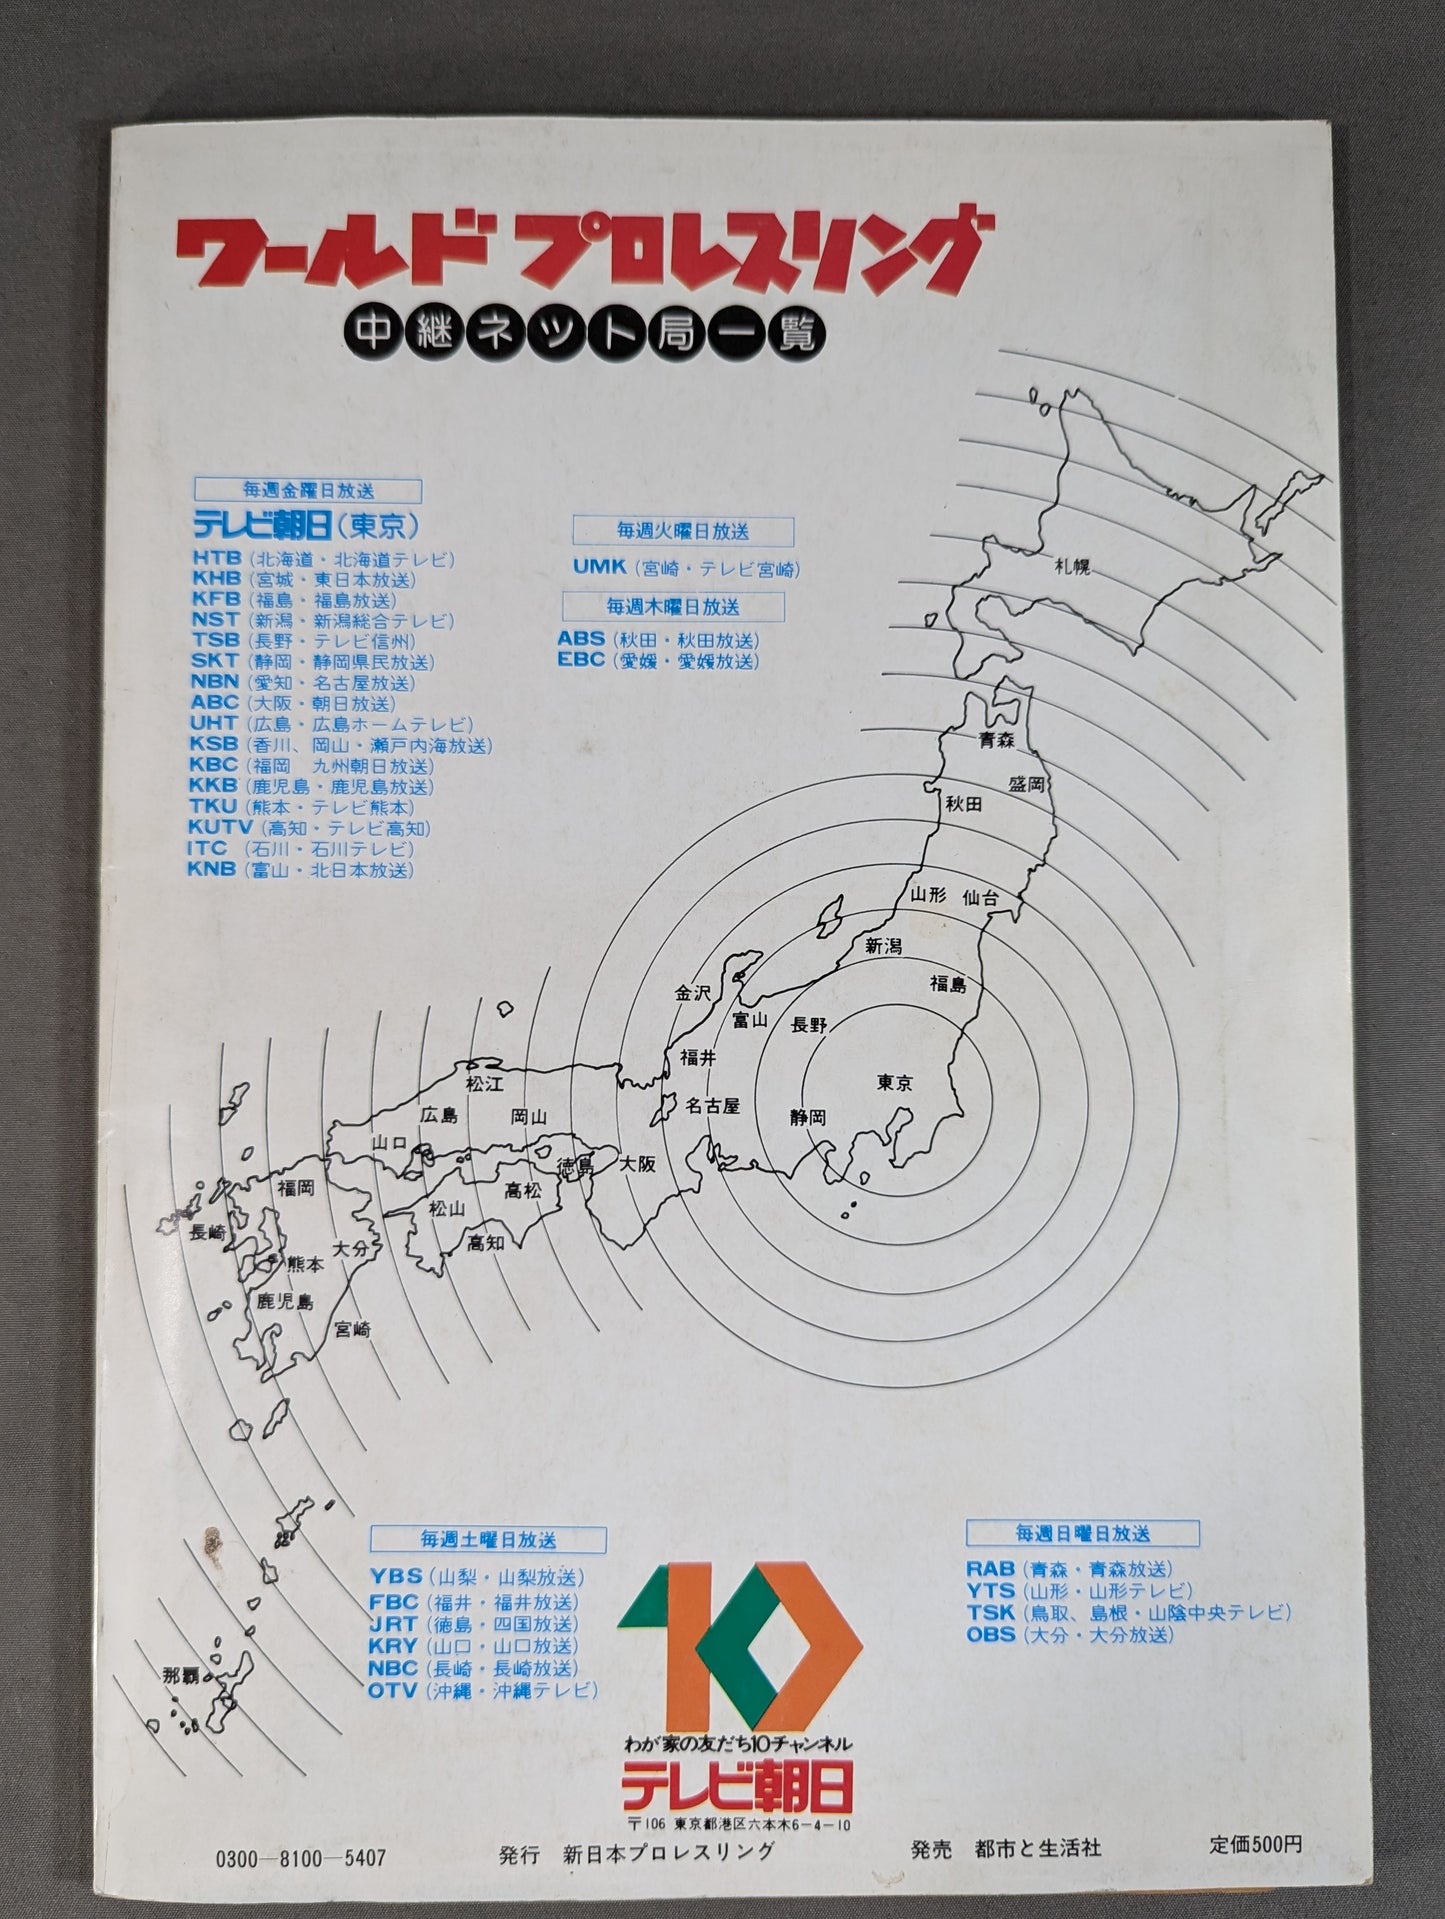 ワールドプロレスリング
中継ネット局一覧
毎週金曜日放送
テレビ朝日(東京)
HTB(北海道・北海道テレビ)
KHB(宮城・東日本放送)
KFB(福島・福島放送)
NST(新潟・新潟総合テレビ)
TSB(長野・テレビ信州)
SKT(静岡・静岡県民放送)
NBN(愛知・名古屋放送)
ABC(大阪・朝日放送)
UHT(広島・広島ホームテレビ)
KSB(香川、岡山・瀬戸内海放送)
KBC(福岡 九州朝日放送)
KKB(鹿児島・鹿児島放送)
TKU(熊本・テレビ熊本)
KUTV(高知・テレビ高知)
ITC (石川・石川テレビ)
KNB(富山・北日本放送)
毎週火曜日放送
UMK(宮崎・テレビ宮崎)
毎週木曜日放送
ABS(秋田・秋田放送)
EBC(愛媛・愛媛放送)
札幌
青森
盛岡
秋田
山形 仙台
新潟
福島
金沢
富山 長野
福井
東京
名古屋
静岡
松江
広島
岡山
山口
徳島
大阪
福岡
高松
松山
長崎
高知
大分
熊本
鹿児島
宮崎
那覇
毎週土曜日放送
YBS(山梨・山梨放送)
FBC(福井・福井放送)
JRT(徳島・四国放送)
KRY(山口・山口放送)
NBC(長崎・長崎放送)
OTV(沖縄・沖縄テレビ)
毎週日曜日放送
RAB(青森・青森放送)
YTS(山形・山形テレビ)
TSK(鳥取、島根・山陰中央テレビ)
OBS(大分・大分放送)
10
わが家の友だち10チャンネル
テレビ朝日
〒106 東京都港区六本木6-4-10
0300-8100-5407
発行 新日本プロレスリング
発売 都市と生活社
定価500円